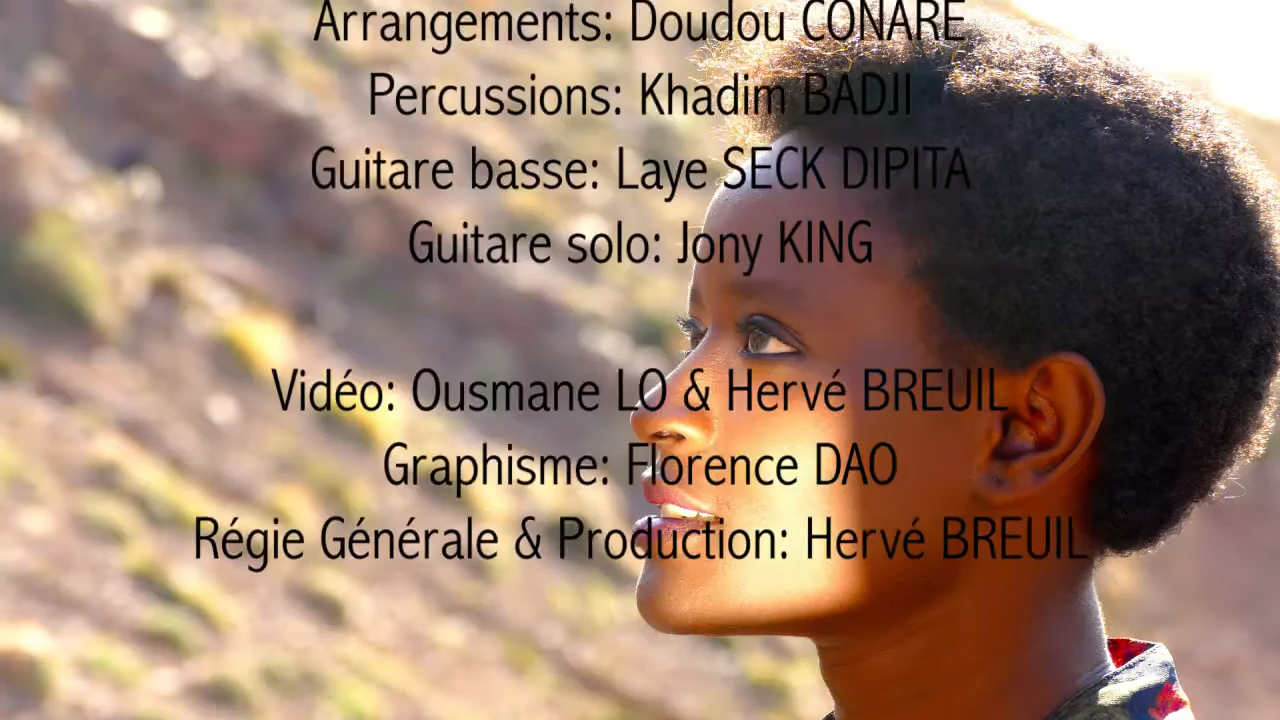 Arrangements: Doudou CONARE
Percussions: Khadim BADJI
Guitare basse: Laye SECK DIPITA
Guitare solo: Jony KING
Vidéo: Ousmane LO & Hervé BREUIL
Graphisme: Florence DAO
Régie Générale & Production: Hervé BREUIL